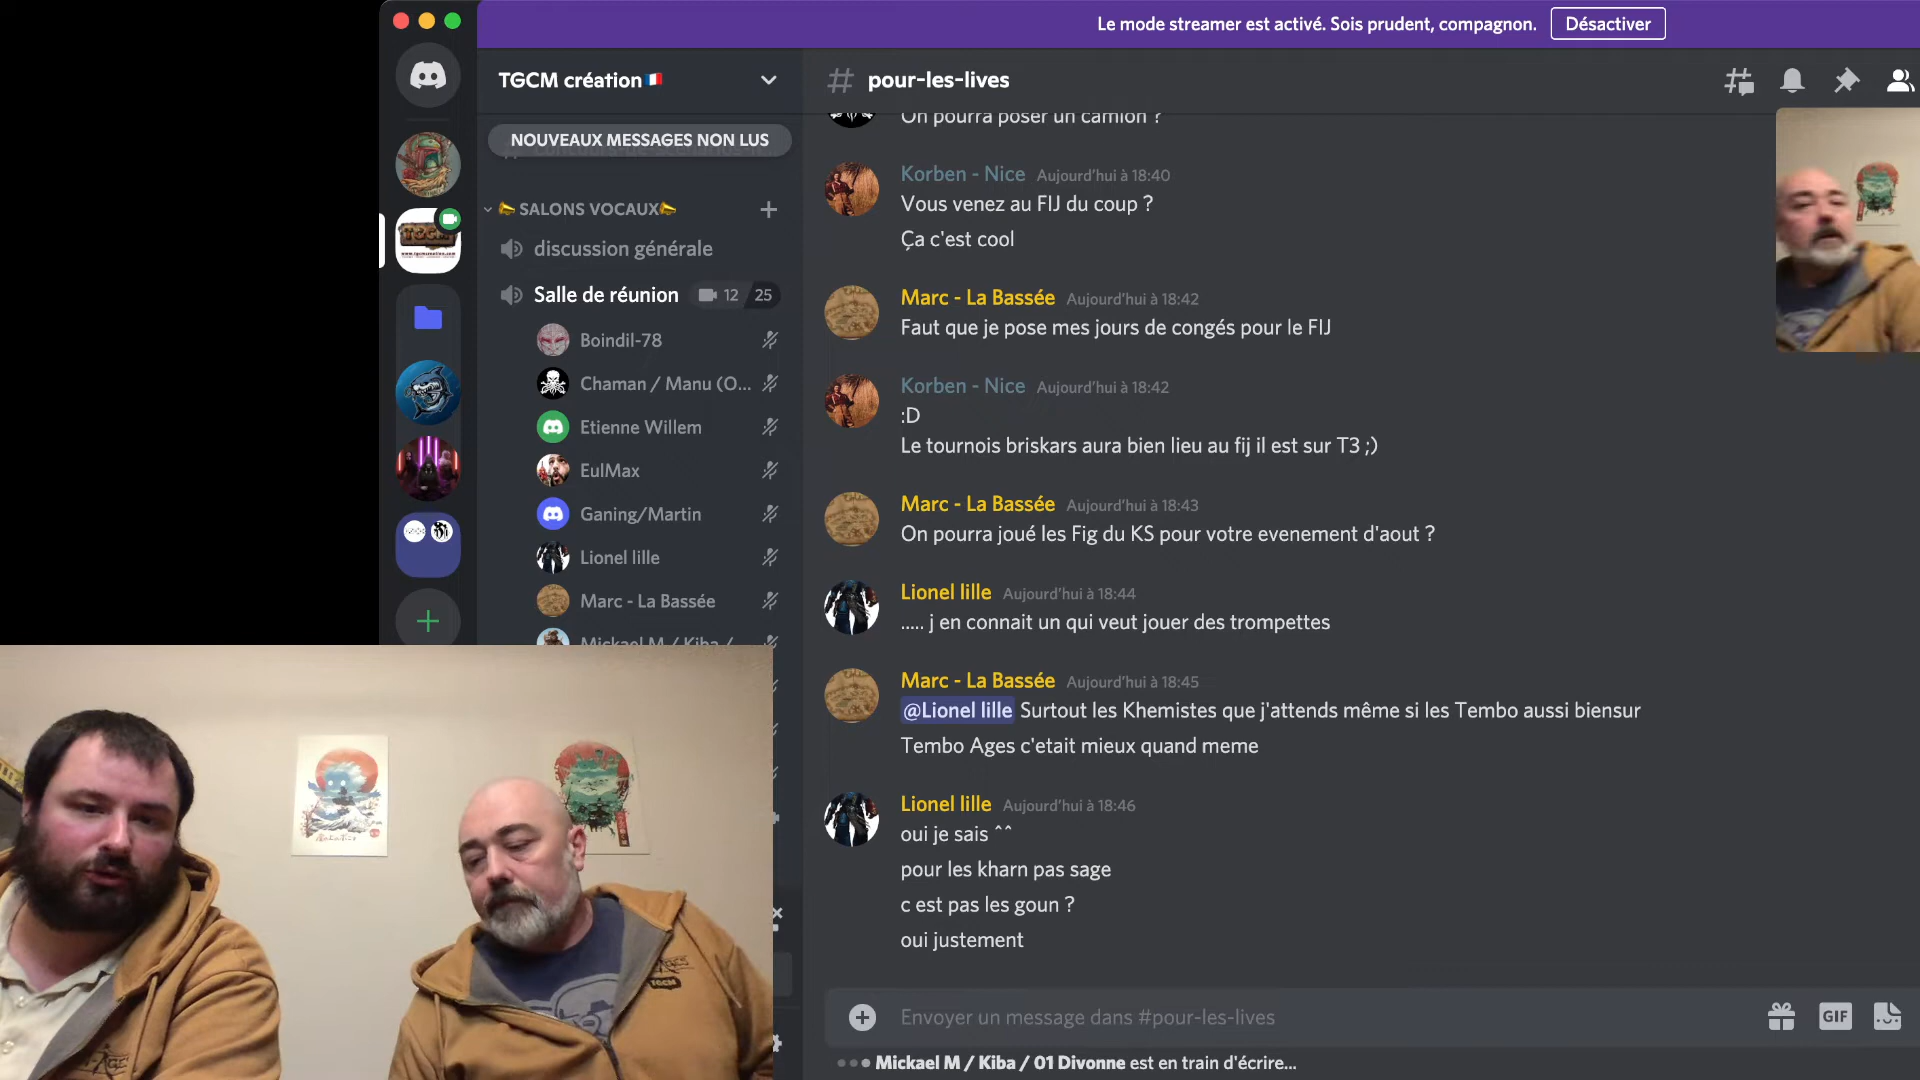 Le mode streamer est activé. Sois prudent, compagnon.
Désactiver
TGCM création
NOUVEAUX MESSAGES NON LUS
SALONS VOCAUX
discussion générale
Salle de réunion 12 25
Boindil-78
Chaman / Manu (O...
Etienne Willem
EulMax
Ganing/Martin
Lionel lille
Marc - La Bassée
Mickael M / Kiba /
# pour-les-lives
On pourra poser un camion ?
Korben - Nice Aujourd'hui à 18:40
Vous venez au FIJ du coup ?
Ça c'est cool
Marc - La Bassée Aujourd'hui à 18:42
Faut que je pose mes jours de congés pour le FIJ
Korben - Nice Aujourd'hui à 18:42
:D
Le tournois briskars aura bien lieu au fij il est sur T3 ;)
Marc - La Bassée Aujourd'hui à 18:43
On pourra joué les Fig du KS pour votre evenement d'aout ?
Lionel lille Aujourd'hui à 18:44
..... j en connait un qui veut jouer des trompettes
Marc - La Bassée Aujourd'hui à 18:45
@Lionel lille Surtout les Khemistes que j'attends même si les Tembo aussi biensur
Tembo Ages c'etait mieux quand meme
Lionel lille Aujourd'hui à 18:46
oui je sais ^^
pour les kharn pas sage
c est pas les goun ?
oui justement
Envoyer un message dans #pour-les-lives
GIF
Mickael M / Kiba / 01 Divonne est en train d'écrire...
TGCM